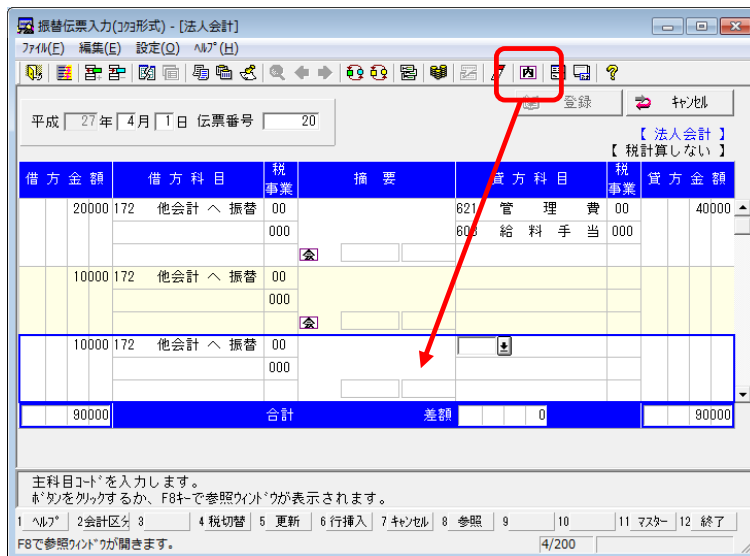 振替伝票入力(ｺｸﾖ形式) - [法人会計]
ﾌｧｲﾙ(F) 編集(E) 設定(O) ﾍﾙﾌﾟ(H)
内
登録 ｷｬﾝｾﾙ
平成 27 年 4 月 1 日 伝票番号 20
【 法人会計 】
【 税計算しない 】
借方金額 借方科目 税事業 摘要 貸方科目 税事業 貸方金額
20000 172 他会計へ振替 00 621 管理費 00 40000
000 608 給料手当 000
会
10000 172 他会計へ振替 00
000
会
10000 172 他会計へ振替 00
000
90000 合計 差額 0 90000
主科目ｺｰﾄﾞを入力します。
ﾎﾞﾀﾝをｸﾘｯｸするか、F8ｷｰで参照ｳｨﾝﾄﾞｳが表示されます。
1 ﾍﾙﾌﾟ 2会計区分 3 4 税切替 5 更新 6 行挿入 7 ｷｬﾝｾﾙ 8 参照 9 10 11 ﾏｽﾀｰ 12 終了
F8で参照ｳｨﾝﾄﾞｳが開きます。 4/200